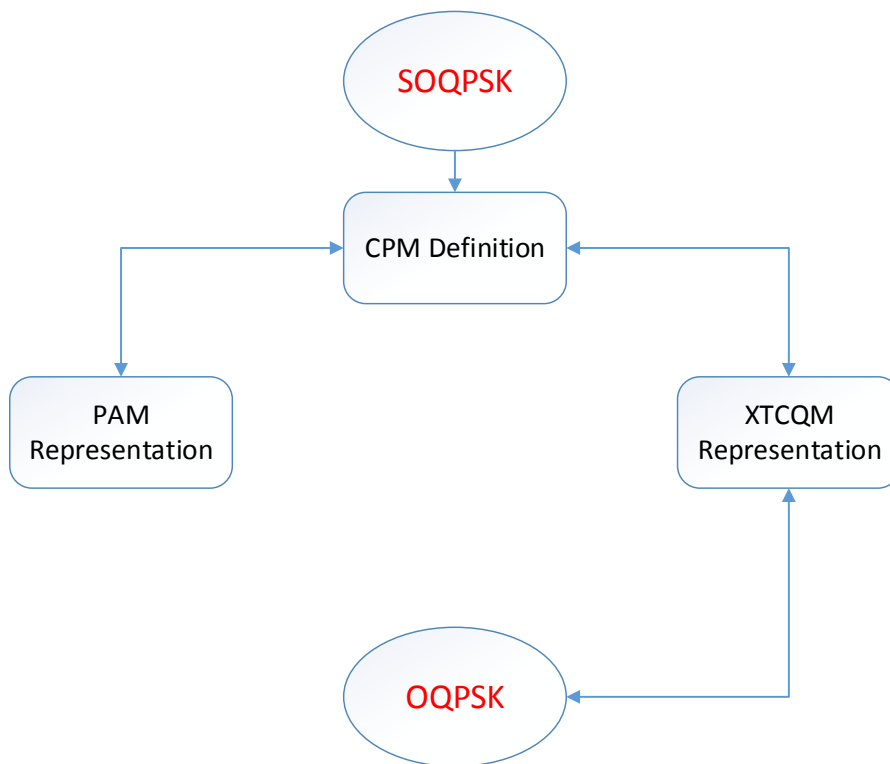 SOQPSK
CPM Definition
PAM
Representation
XTCQM
Representation
OQPSK